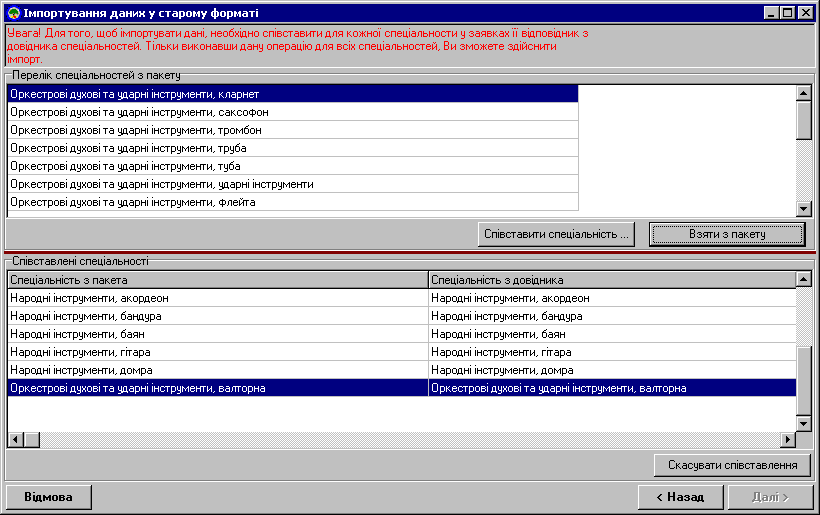 Імпортування даних у старому форматі
Увага! Для того, щоб імпортувати дані, необхідно співставити для кожної спеціальности у заявках її відповідник з
довідника спеціальностей. Тільки виконавши дану операцію для всіх спеціальностей, Ви зможете здійснити
імпорт.
Перелік спеціальностей з пакету
Оркестрові духові та ударні інструменти, кларнет
Оркестрові духові та ударні інструменти, саксофон
Оркестрові духові та ударні інструменти, тромбон
Оркестрові духові та ударні інструменти, труба
Оркестрові духові та ударні інструменти, туба
Оркестрові духові та ударні інструменти, ударні інструменти
Оркестрові духові та ударні інструменти, флейта
Співставити спеціальність ... Взяти з пакету
Співставлені спеціальності
Спеціальність з пакета Спеціальність з довідника
Народні інструменти, акордеон Народні інструменти, акордеон
Народні інструменти, бандура Народні інструменти, бандура
Народні інструменти, баян Народні інструменти, баян
Народні інструменти, гітара Народні інструменти, гітара
Народні інструменти, домра Народні інструменти, домра
Оркестрові духові та ударні інструменти, валторна Оркестрові духові та ударні інструменти, валторна
Скасувати співставлення
Відмова < Назад Далі >